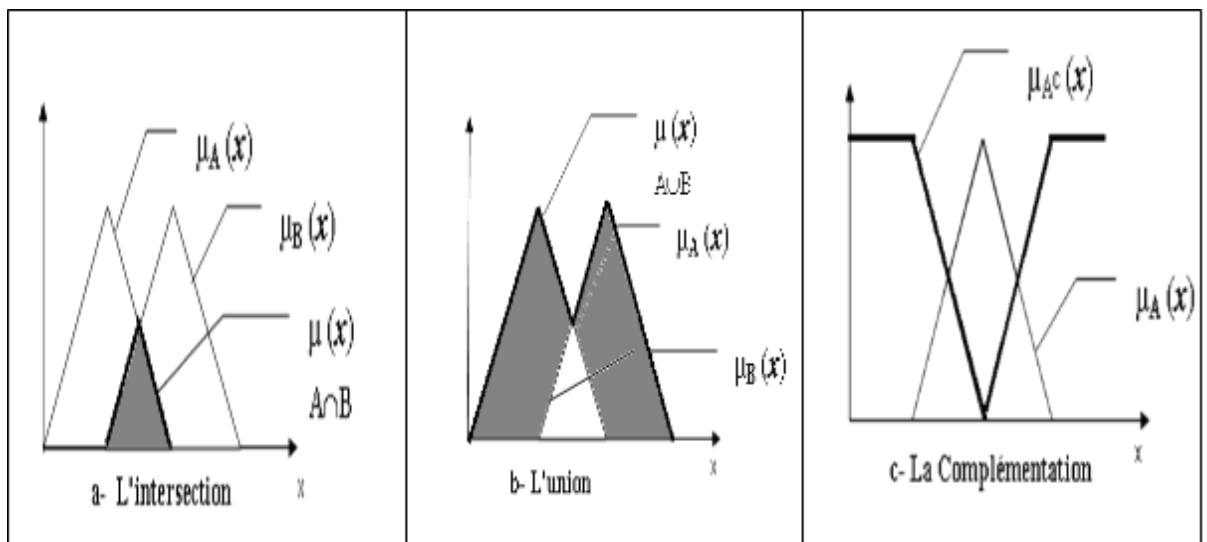 μA (x)
μB (x)
μ (x)
A∩B
x
a- L'intersection
μ (x)
A∪B
μA (x)
μB (x)
x
b- L'union
μAc (x)
μA (x)
x
c- La Complémentation